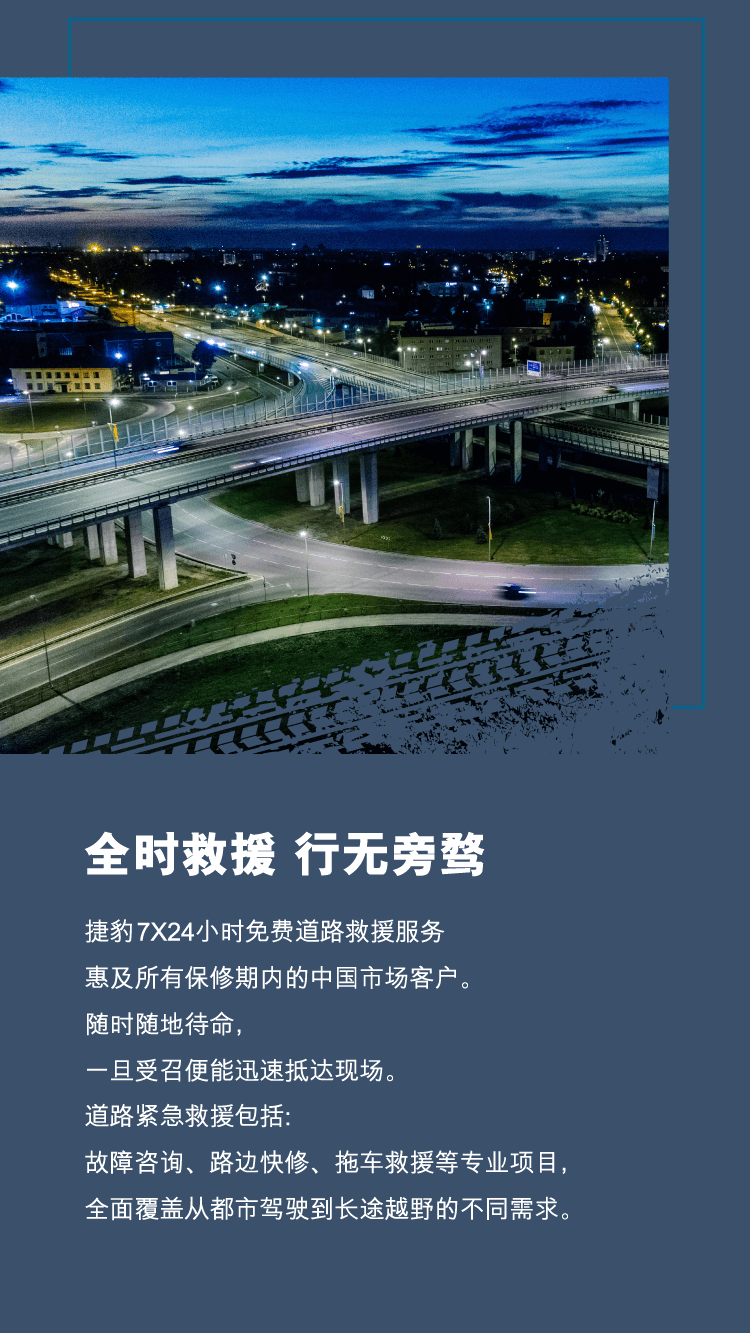 全时救援 行无旁骛
捷豹7X24小时免费道路救援服务
惠及所有保修期内的中国市场客户。
随时随地待命，
一旦受召便能迅速抵达现场。
道路紧急救援包括:
故障咨询、路边快修、拖车救援等专业项目，
全面覆盖从都市驾驶到长途越野的不同需求。